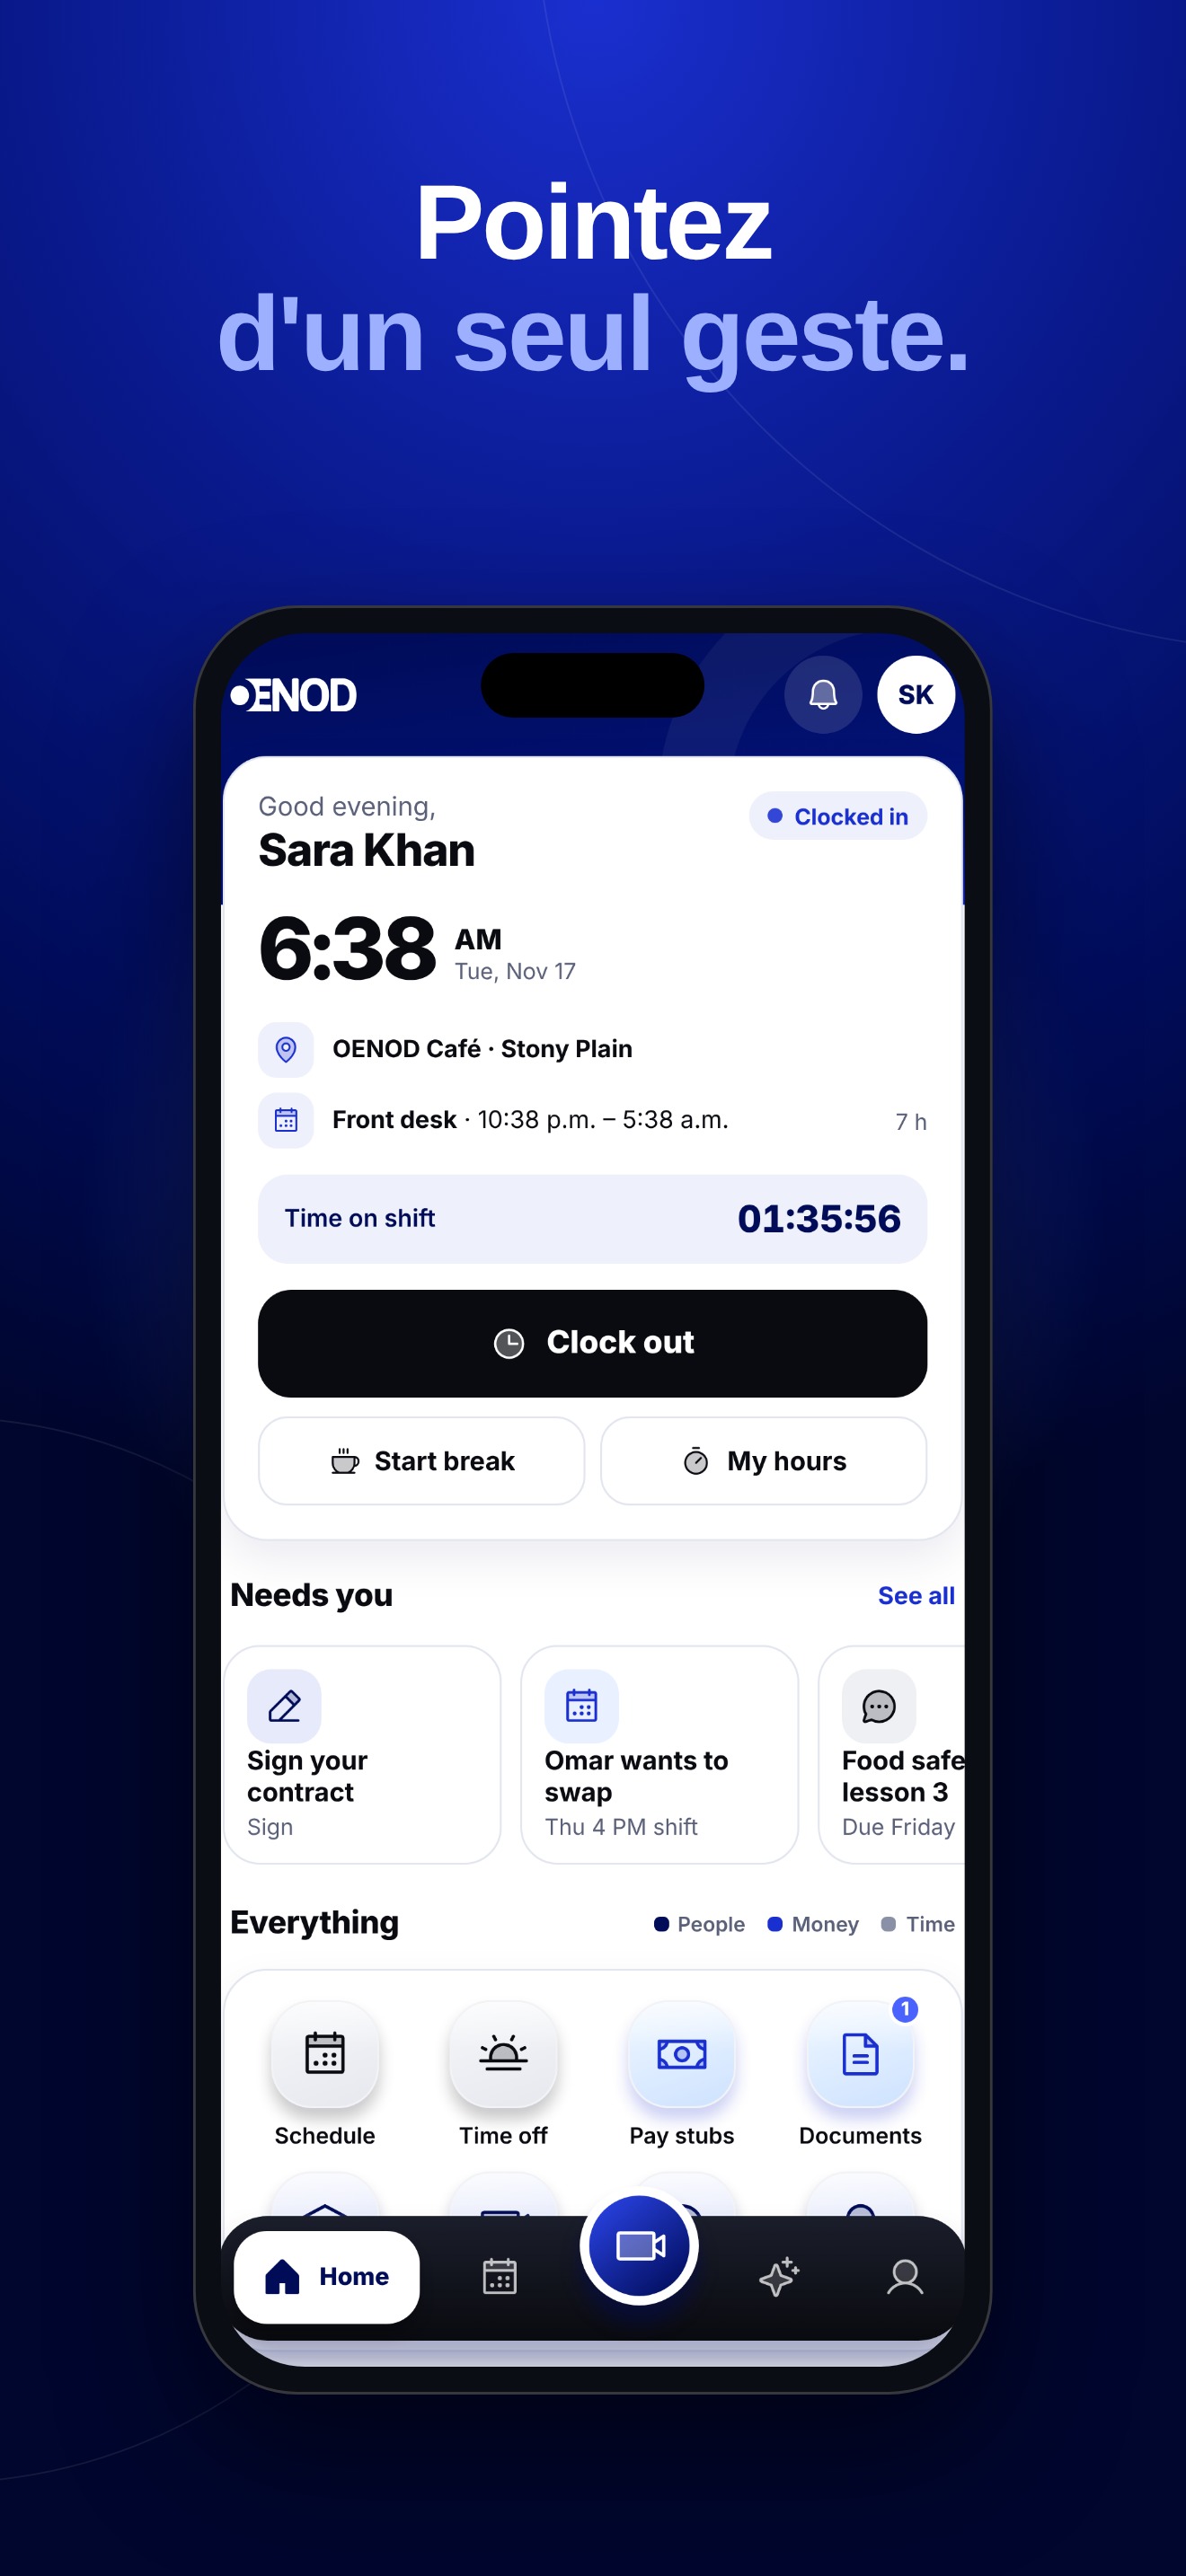 Pointez
d'un seul geste.
OENOD
SK
Good evening,
Clocked in
Sara Khan
6:38
AM
Tue, Nov 17
OENOD Café · Stony Plain
Front desk · 10:38 p.m. – 5:38 a.m.
7 h
Time on shift
01:35:56
Clock out
Start break
My hours
Needs you
See all
Sign your
contract
Sign
Omar wants to
swap
Thu 4 PM shift
Food safe
lesson 3
Due Friday
Everything
People
Money
Time
1
Schedule
Time off
Pay stubs
Documents
Home